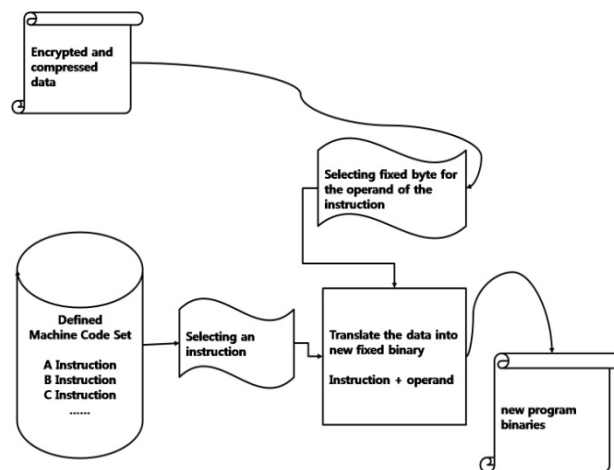 Encrypted and
compressed
data
Selecting fixed byte for
the operand of the
instruction
Defined
Machine Code Set
A Instruction
B Instruction
C Instruction
......
Selecting an
instruction
Translate the data into
new fixed binary
Instruction + operand
new program
binaries